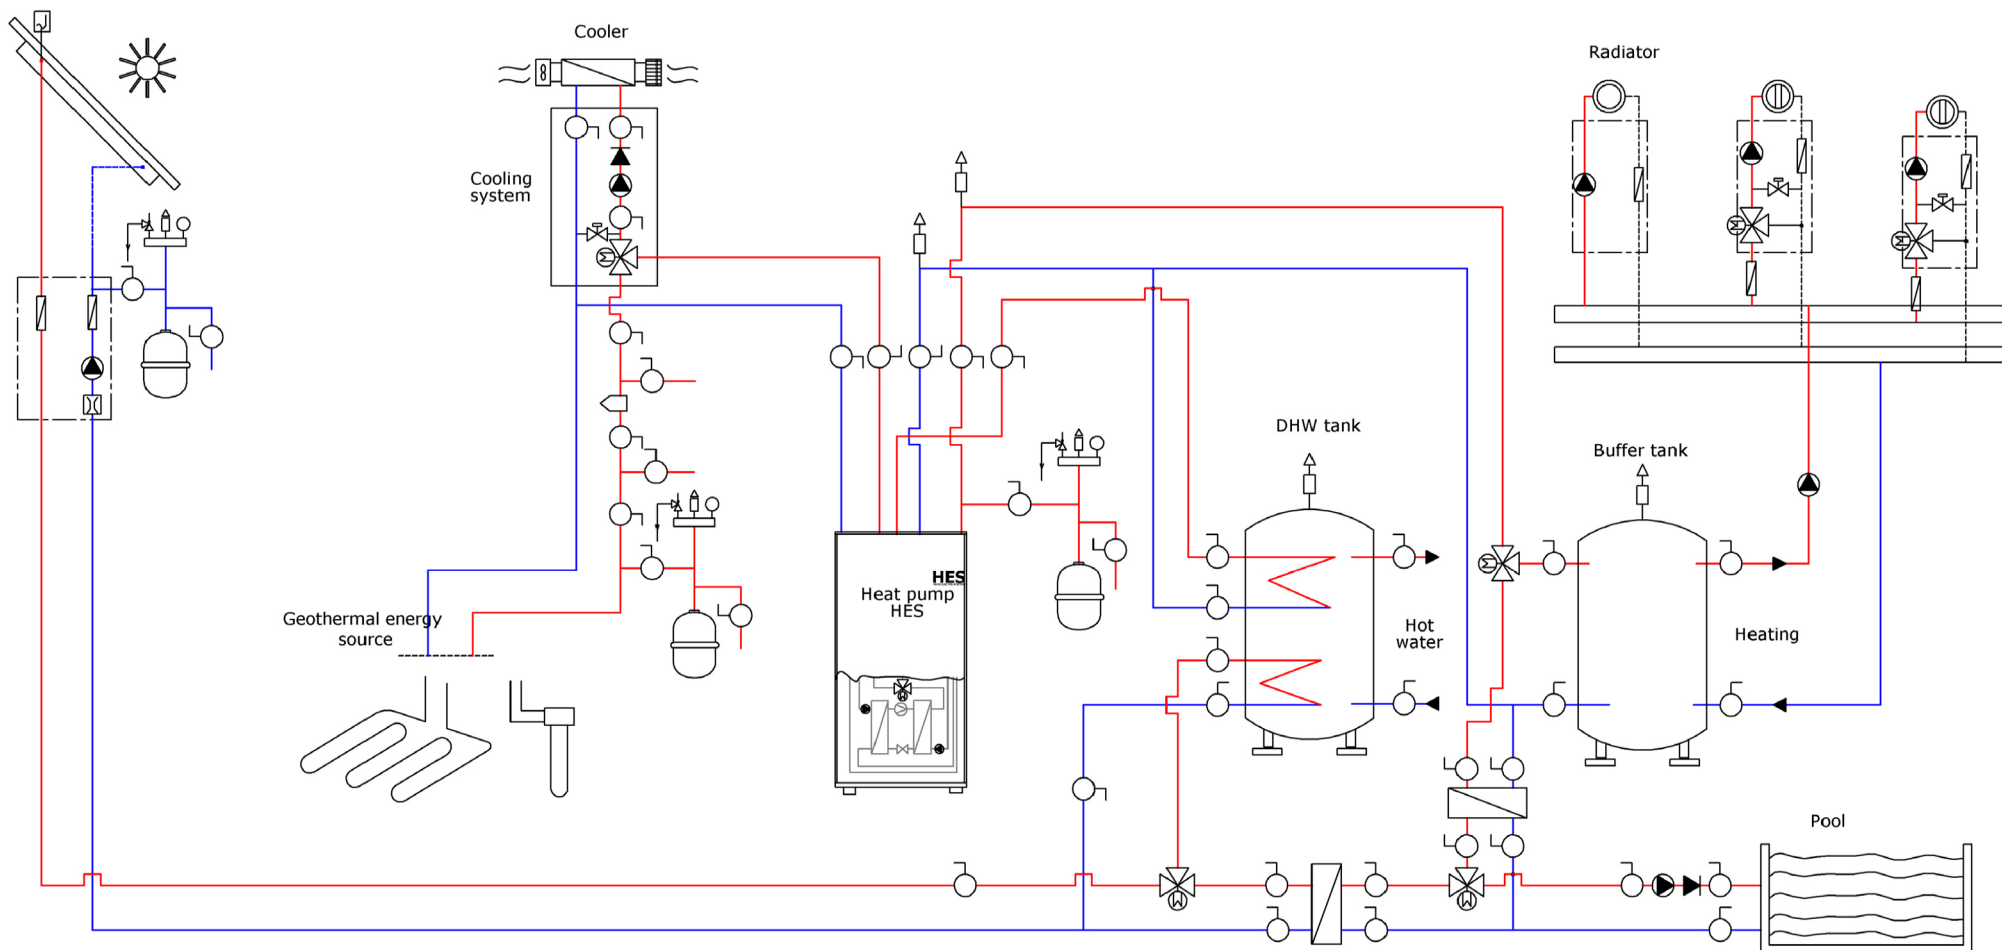 Cooler
Radiator
Cooling
system
DHW tank
Buffer tank
HES
Heat pump
HES
Geothermal energy
source
Hot
water
Heating
Pool